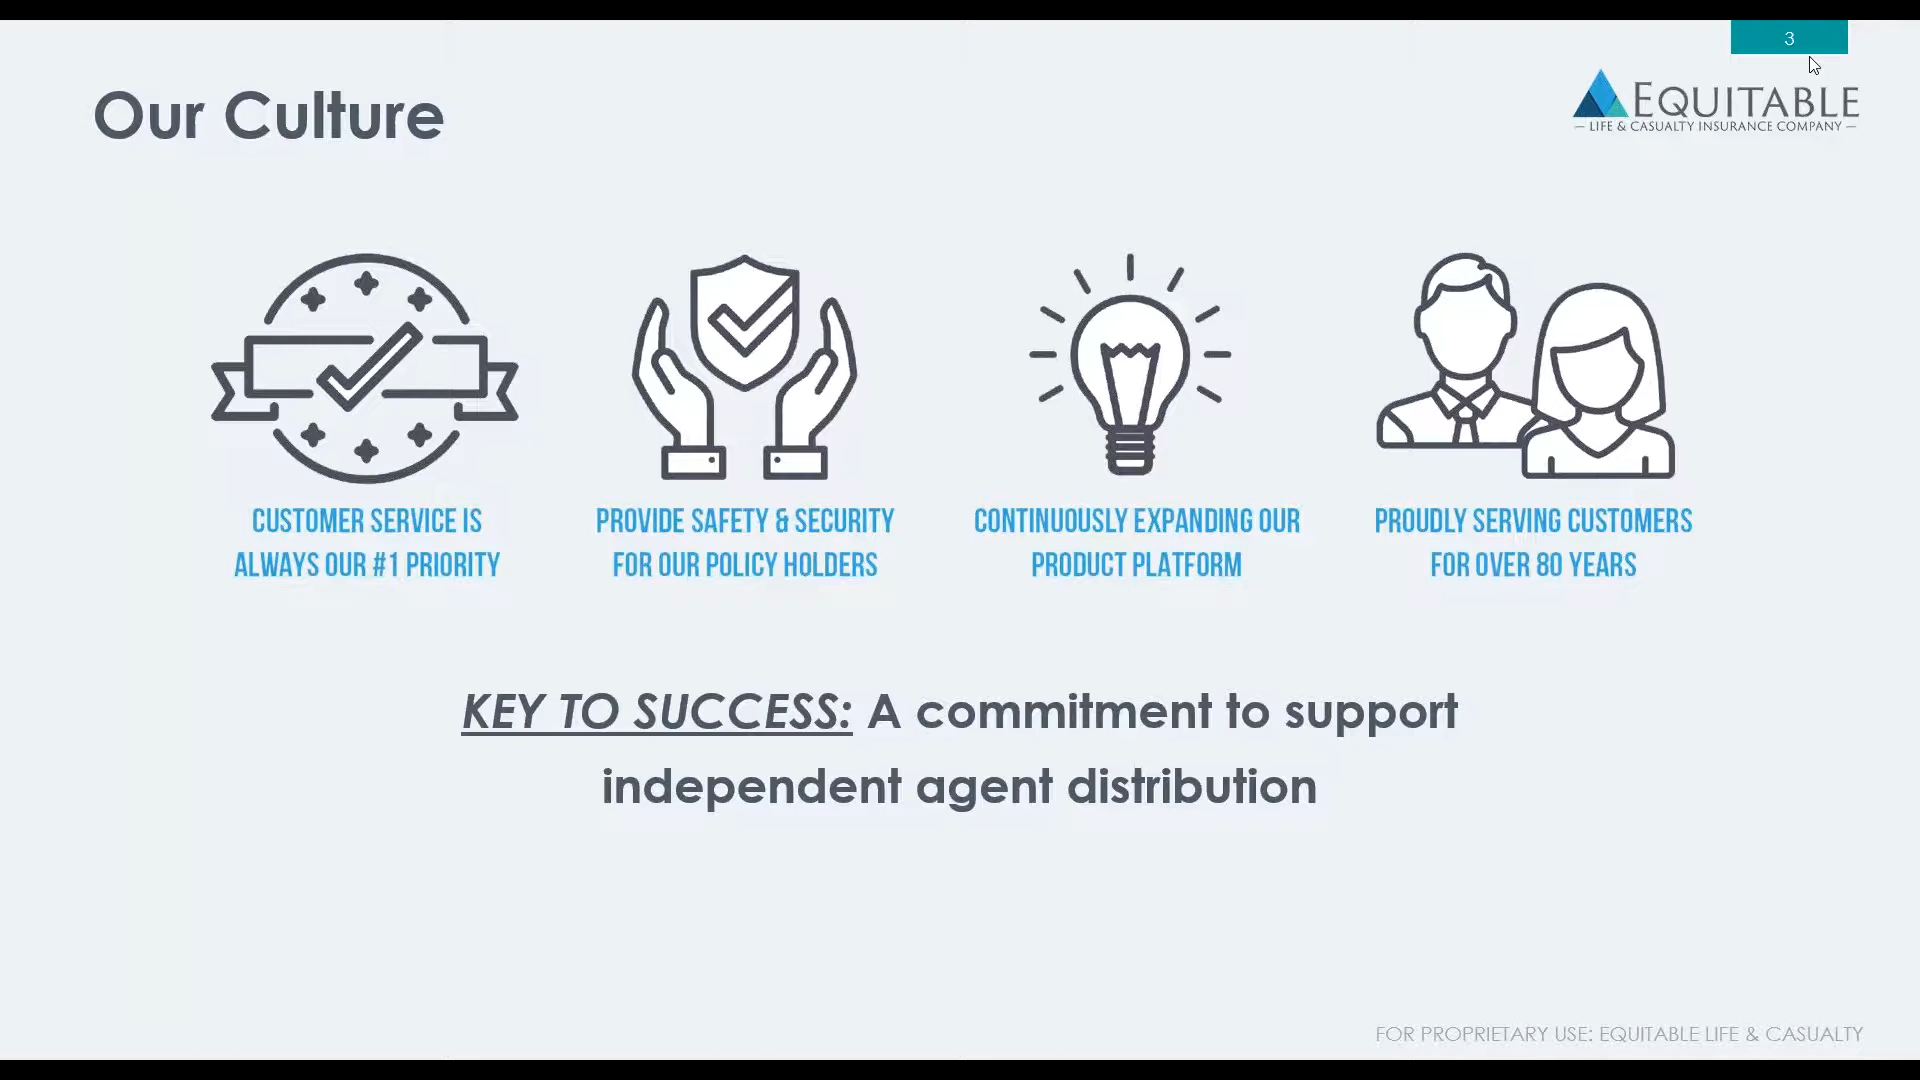 3
Our Culture
EQUITABLE
– LIFE & CASUALTY INSURANCE COMPANY –
CUSTOMER SERVICE IS
ALWAYS OUR #1 PRIORITY
PROVIDE SAFETY & SECURITY
FOR OUR POLICY HOLDERS
CONTINUOUSLY EXPANDING OUR
PRODUCT PLATFORM
PROUDLY SERVING CUSTOMERS
FOR OVER 80 YEARS
KEY TO SUCCESS: A commitment to support
independent agent distribution
FOR PROPRIETARY USE: EQUITABLE LIFE & CASUALTY